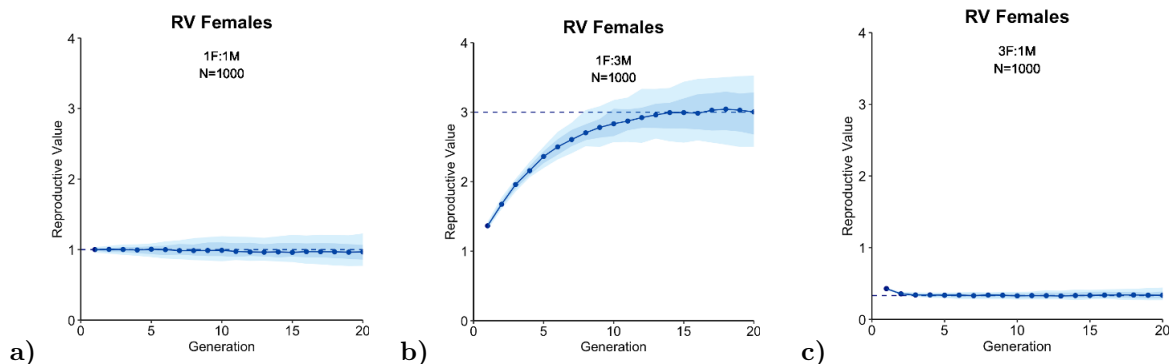 RV Females
1F:1M
N=1000
4
3
2
1
0
0
5
10
15
20
Reproductive Value
Generation
a)
RV Females
1F:3M
N=1000
4
3
2
1
0
0
5
10
15
20
Reproductive Value
Generation
b)
RV Females
3F:1M
N=1000
4
3
2
1
0
0
5
10
15
20
Reproductive Value
Generation
c)